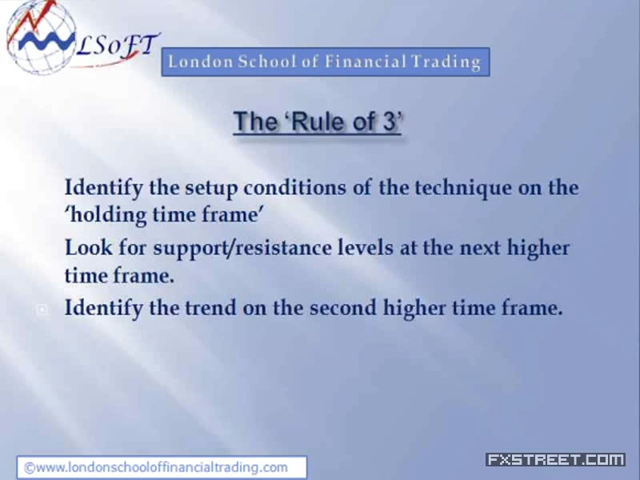 LSoFT
London School of Financial Trading
The ‘Rule of 3’
Identify the setup conditions of the technique on the
‘holding time frame’
Look for support/resistance levels at the next higher
time frame.
Identify the trend on the second higher time frame.
©www.londonschooloffinancialtrading.com
FXSTREET.COM